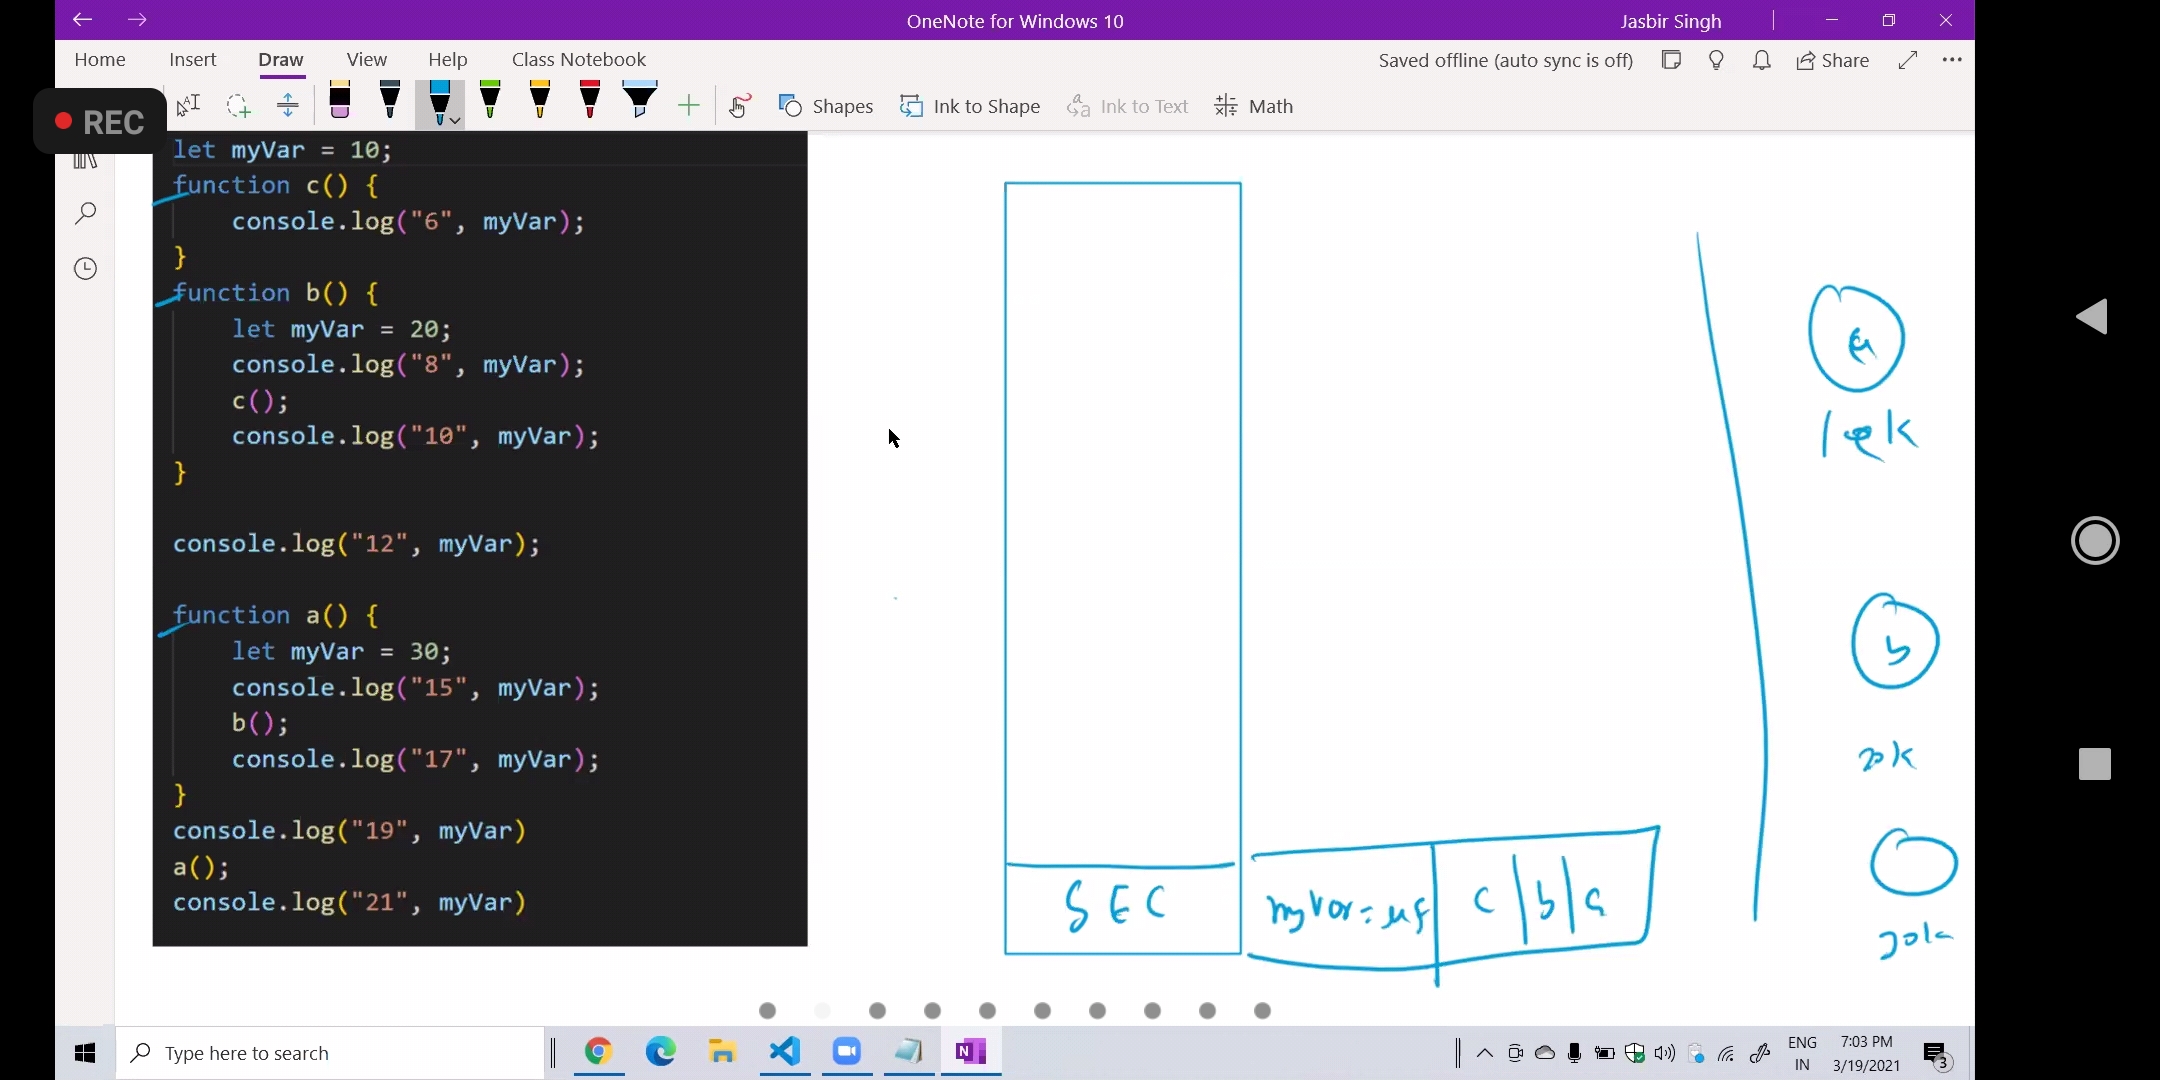 OneNote for Windows 10
Jasbir Singh
Home Insert Draw View Help Class Notebook
Saved offline (auto sync is off) Share
REC
Shapes Ink to Shape Ink to Text Math
let myVar = 10;
function c() {
console.log("6", myVar);
}
function b() {
let myVar = 20;
console.log("8", myVar);
c();
console.log("10", myVar);
}
console.log("12", myVar);
function a() {
let myVar = 30;
console.log("15", myVar);
b();
console.log("17", myVar);
}
console.log("19", myVar)
a();
console.log("21", myVar)
a
b
20k
SEC
myVar = uf c b a
Type here to search
ENG
IN
7:03 PM
3/19/2021
3